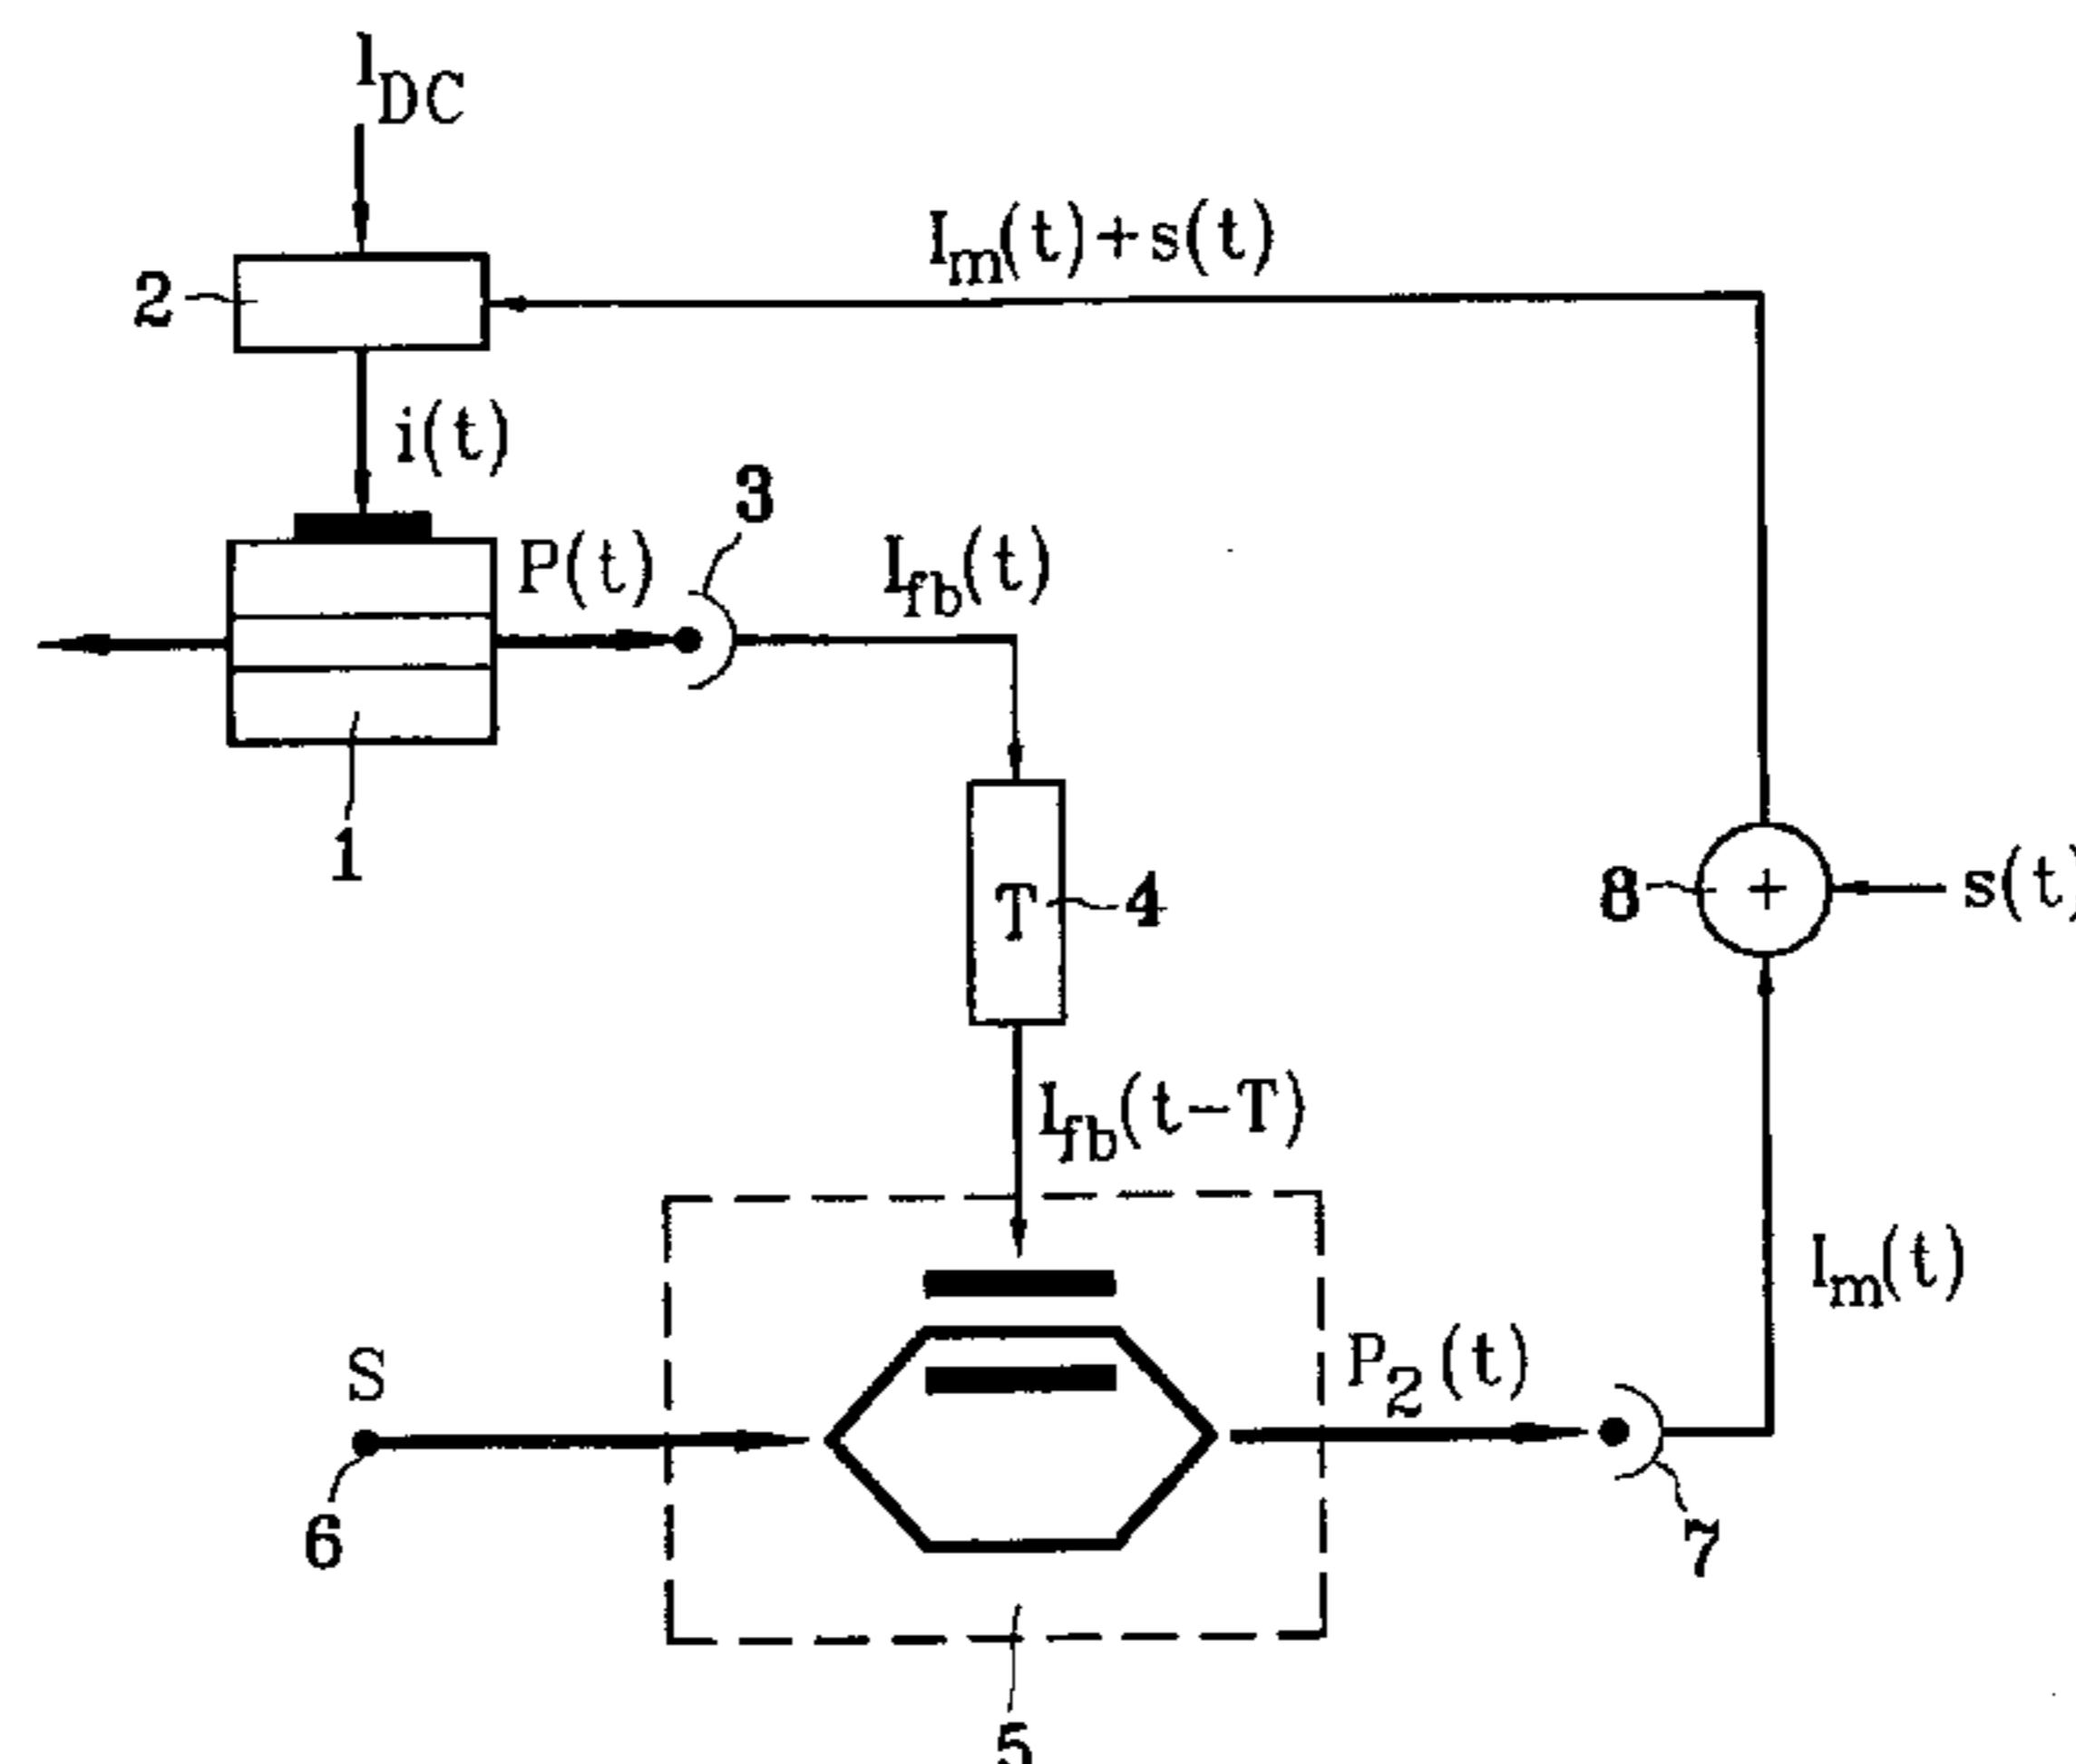 I_DC
I_m(t)+s(t)
2
i(t)
3
P(t)
I_fb(t)
1
T
4
8
+
s(t)
I_fb(t-T)
I_m(t)
S
P_2(t)
6
7
5